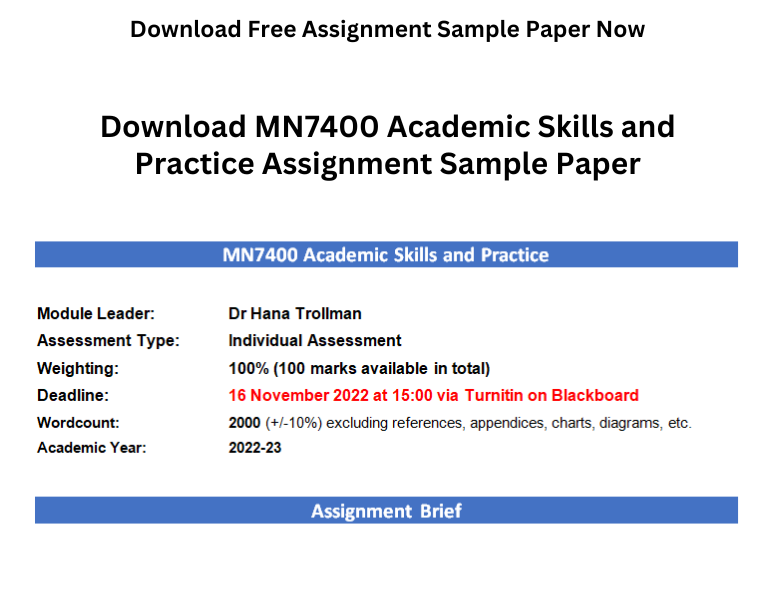 Download Free Assignment Sample Paper Now
Download MN7400 Academic Skills and
Practice Assignment Sample Paper
MN7400 Academic Skills and Practice
Module Leader: Dr Hana Trollman
Assessment Type: Individual Assessment
Weighting: 100% (100 marks available in total)
Deadline: 16 November 2022 at 15:00 via Turnitin on Blackboard
Wordcount: 2000 (+/-10%) excluding references, appendices, charts, diagrams, etc.
Academic Year: 2022-23
Assignment Brief